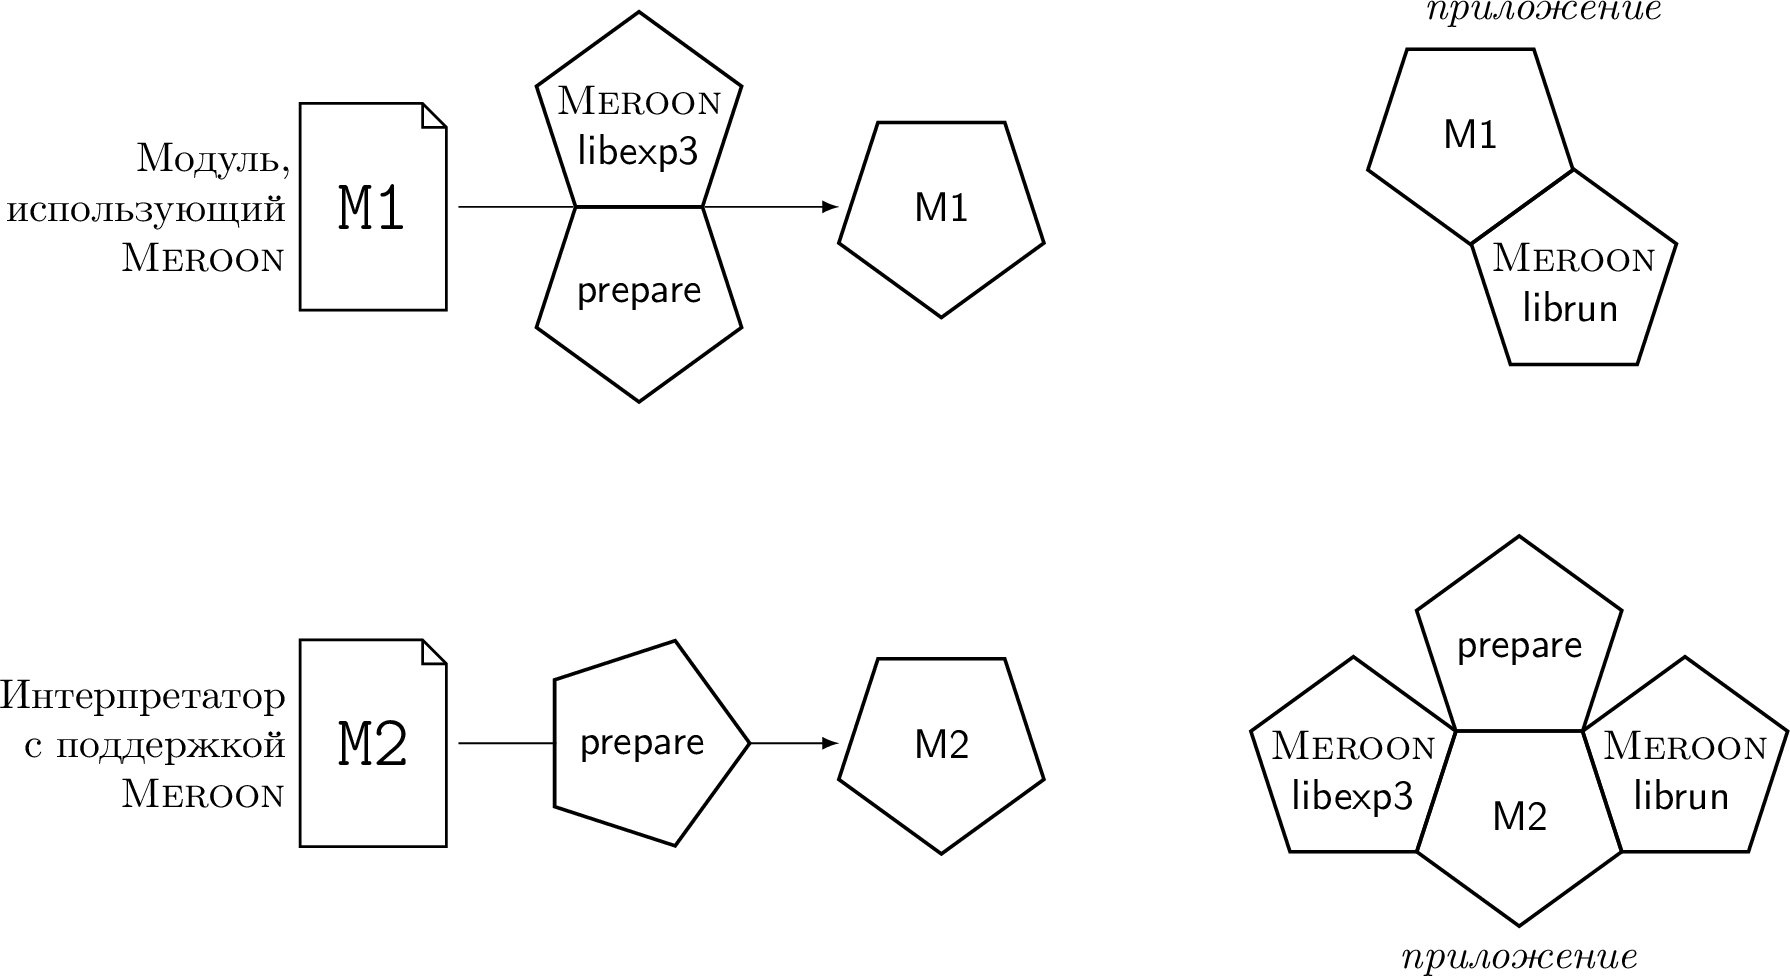 приложение
Модуль,
использующий
MEROON
M1
MEROON
libexp3
prepare
M1
M1
MEROON
librun
Интерпретатор
с поддержкой
MEROON
M2
prepare
M2
prepare
MEROON
libexp3
M2
MEROON
librun
приложение